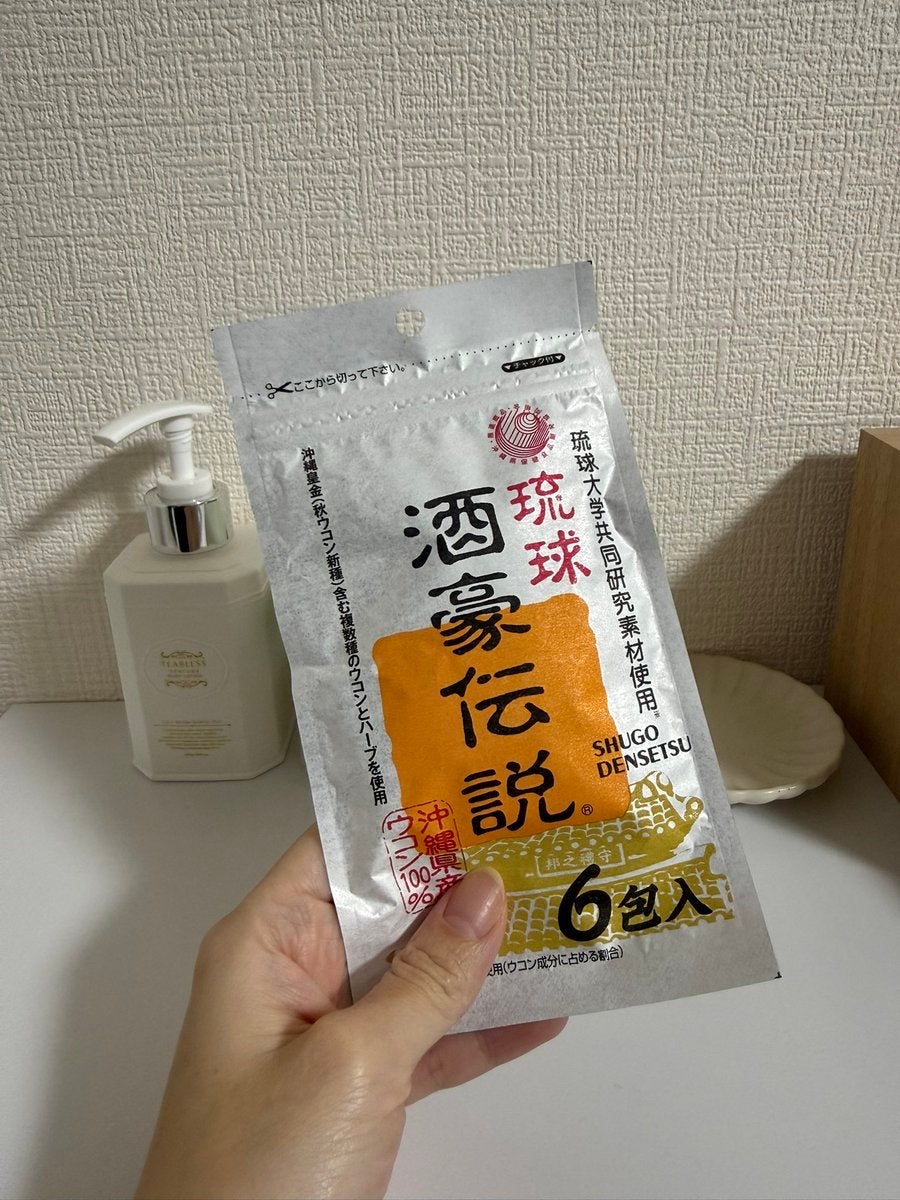 ここから切って下さい。
▼チャック付▼
琉球大学共同研究素材使用※
琉球
酒豪伝説®
SHUGO
DENSETSU
沖縄皇金(秋ウコン新種)含む複数種のウコンとハーブを使用
沖縄県産
ウコン100%
守禮之邦
6包入
用(ウコン成分に占める割合)
TEARLESS